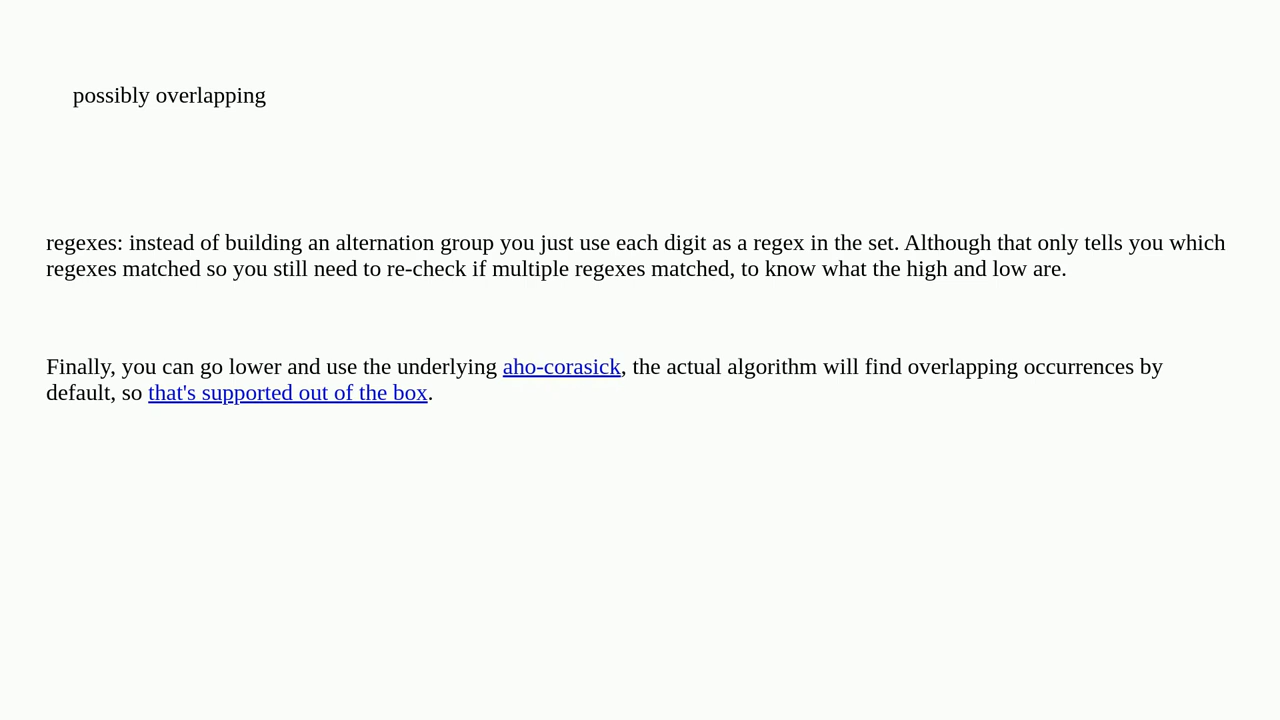 possibly overlapping
regexes: instead of building an alternation group you just use each digit as a regex in the set. Although that only tells you which
regexes matched so you still need to re-check if multiple regexes matched, to know what the high and low are.
Finally, you can go lower and use the underlying aho-corasick, the actual algorithm will find overlapping occurrences by
default, so that's supported out of the box.